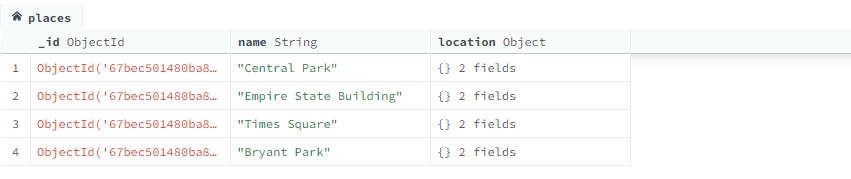 places
_id ObjectId name String location Object
1 ObjectId('67bec501480ba8… "Central Park" {} 2 fields
2 ObjectId('67bec501480ba8… "Empire State Building" {} 2 fields
3 ObjectId('67bec501480ba8… "Times Square" {} 2 fields
4 ObjectId('67bec501480ba8… "Bryant Park" {} 2 fields